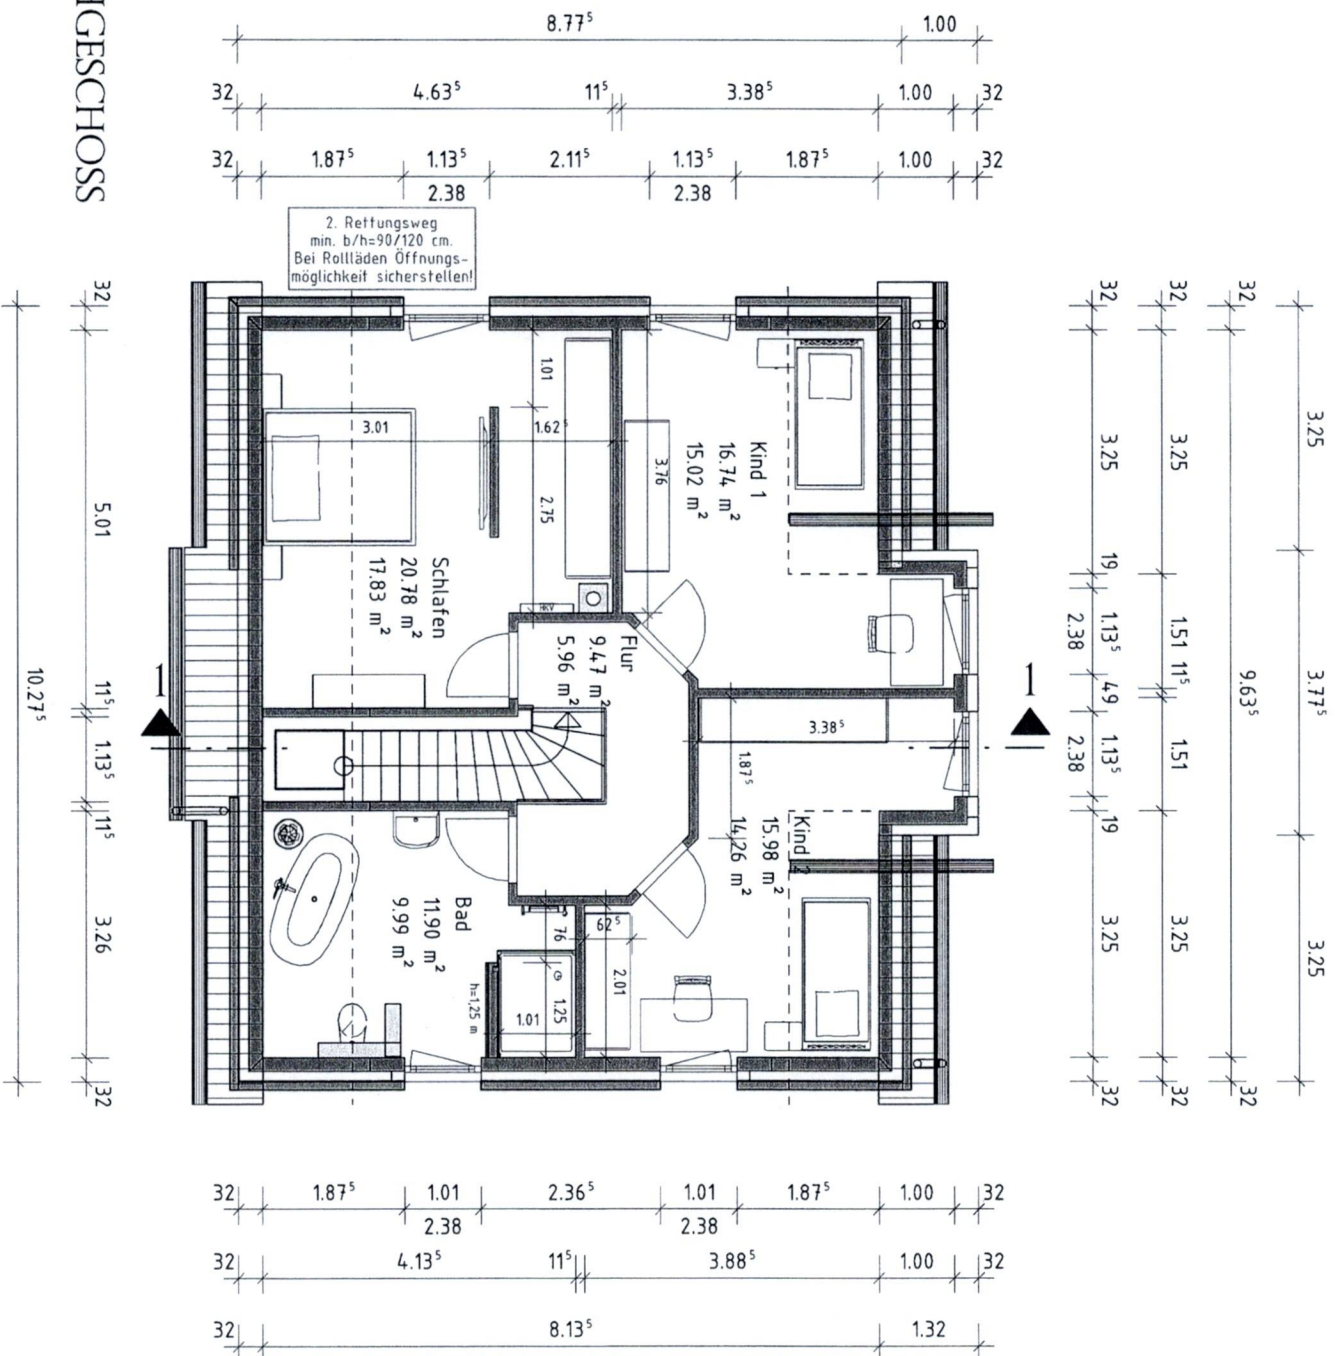 HGESCHOSS
8.77⁵ 1.00
32 4.63⁵ 11⁵ 3.38⁵ 1.00 32
32 1.87⁵ 1.13⁵ 2.11⁵ 1.13⁵ 1.87⁵ 1.00 32
2.38 2.38
2. Rettungsweg
min. b/h=90/120 cm.
Bei Rollläden Öffnungs-
möglichkeit sicherstellen!
10.27⁵
32 5.01 11⁵ 1.13⁵ 11⁵ 3.26 32
Schlafen
20.78 m²
17.83 m²
3.01
1.62⁵
1.01
2.75
HKV
Kind 1
16.74 m²
15.02 m²
3.76
Flur
9.47 m²
5.96 m²
1
1
3.38⁵
1.87⁵
Kind 2
15.98 m²
14.26 m²
62⁵
2.01
Bad
11.90 m²
9.99 m²
76
1.25
1.01
h=1,25 m
32 3.25 19 1.13⁵ 49 1.13⁵ 19 3.25 32
2.38 2.38
32 3.25 1.51 11⁵ 1.51 3.25 32
32 9.63⁵ 32
3.25 3.77⁵ 3.25
32 1.87⁵ 1.01 2.36⁵ 1.01 1.87⁵ 1.00 32
2.38 2.38
32 4.13⁵ 11⁵ 3.88⁵ 1.00 32
32 8.13⁵ 1.32